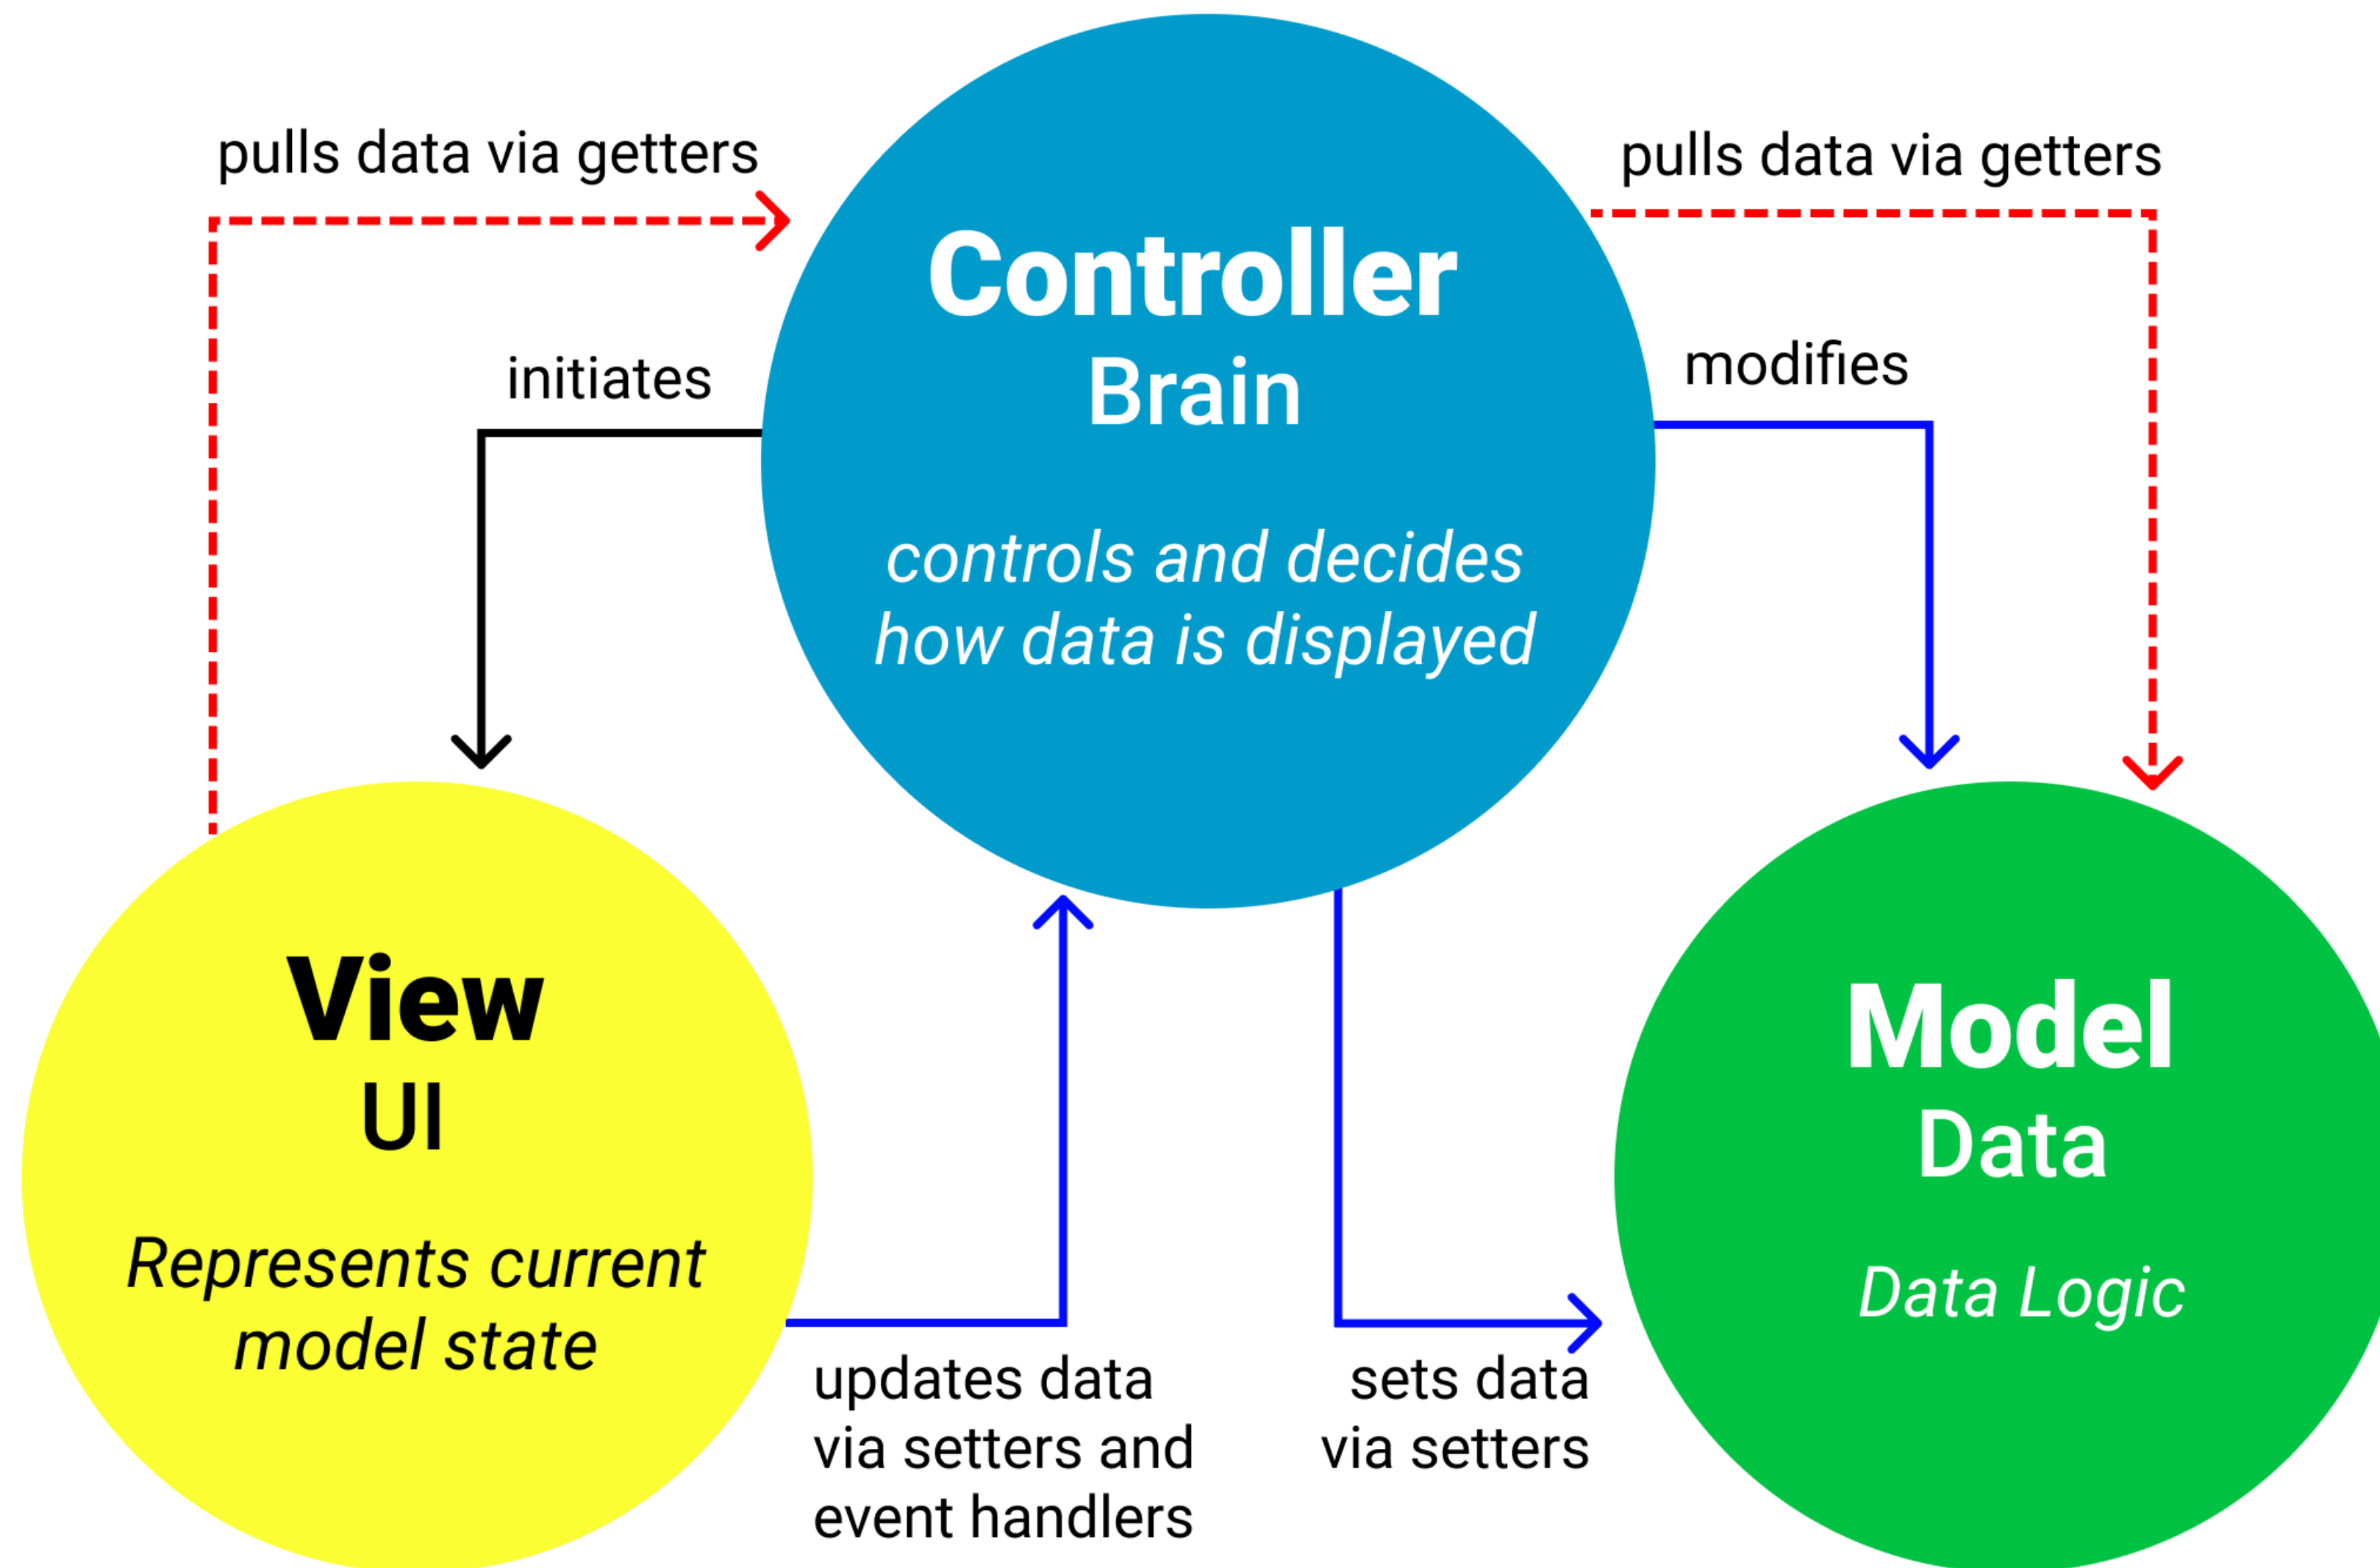 pulls data via getters
pulls data via getters
Controller
Brain
initiates
modifies
controls and decides
how data is displayed
View
UI
Represents current
model state
Model
Data
Data Logic
updates data
via setters and
event handlers
sets data
via setters